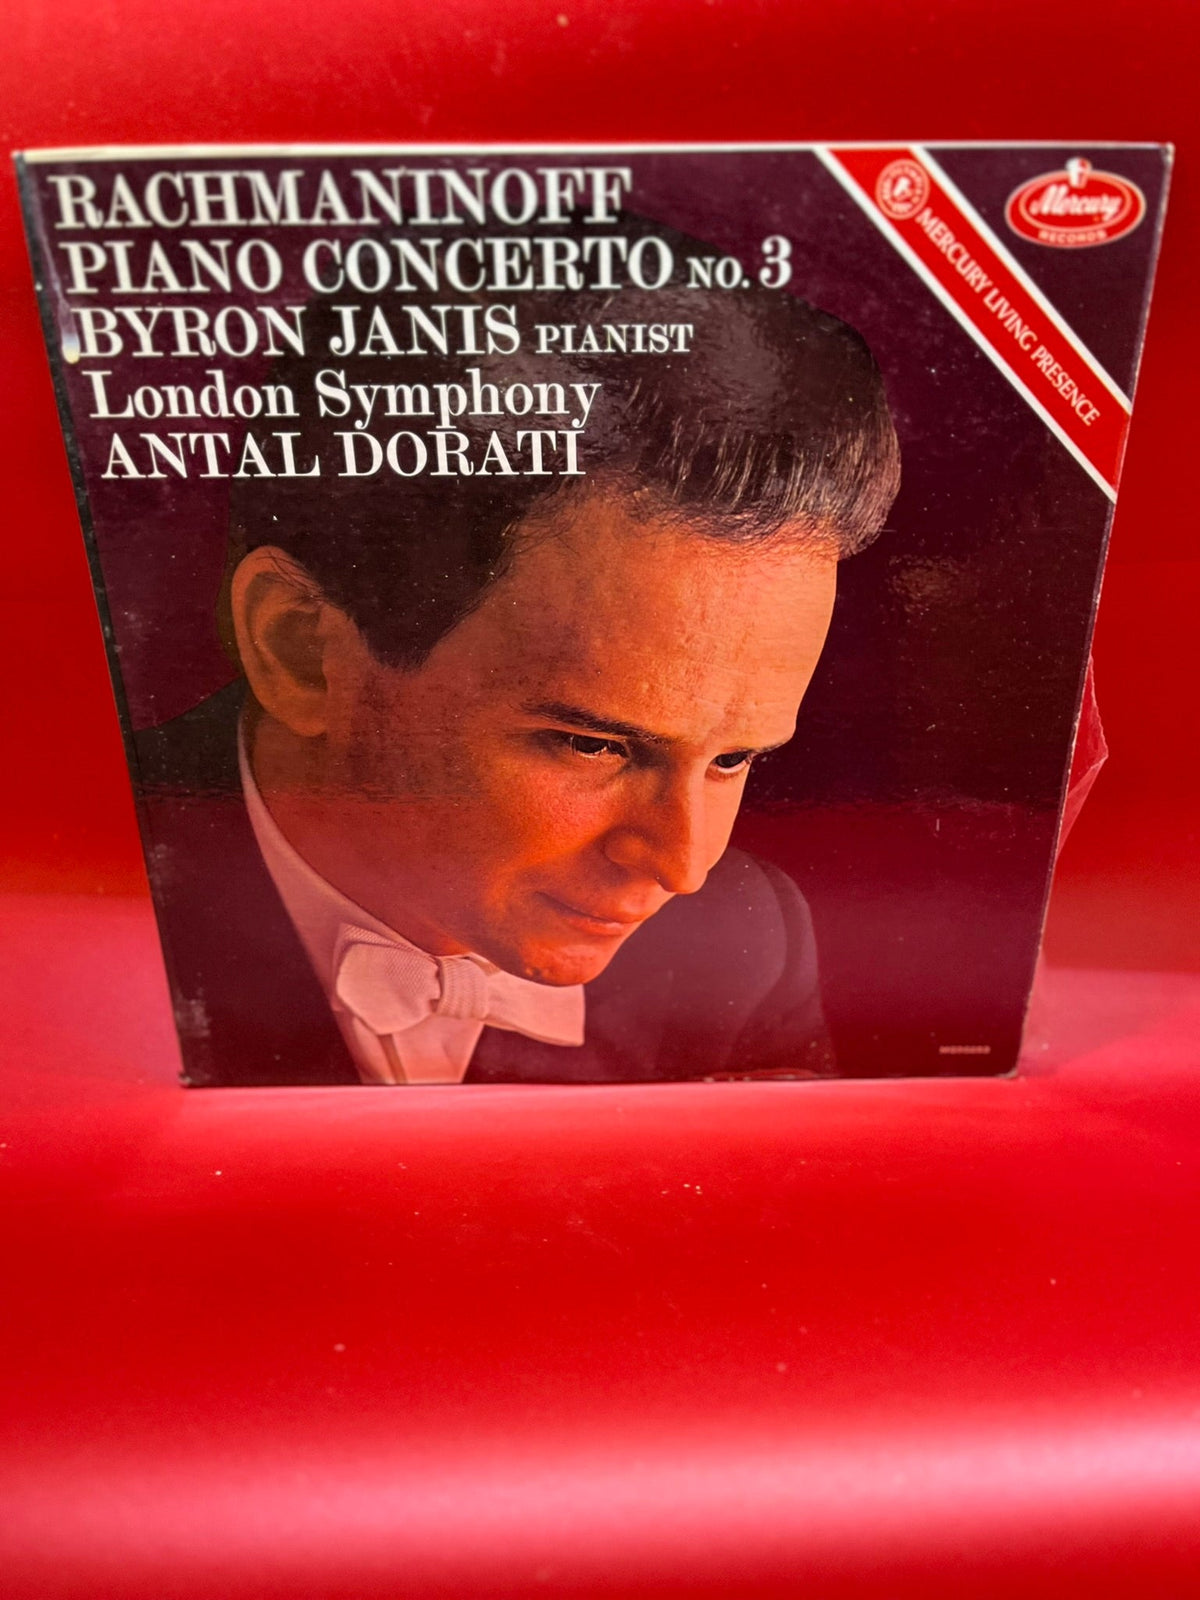 RACHMANINOFF
PIANO CONCERTO NO. 3
BYRON JANIS PIANIST
London Symphony
ANTAL DORATI
MERCURY LIVING PRESENCE
Mercury
RECORDS